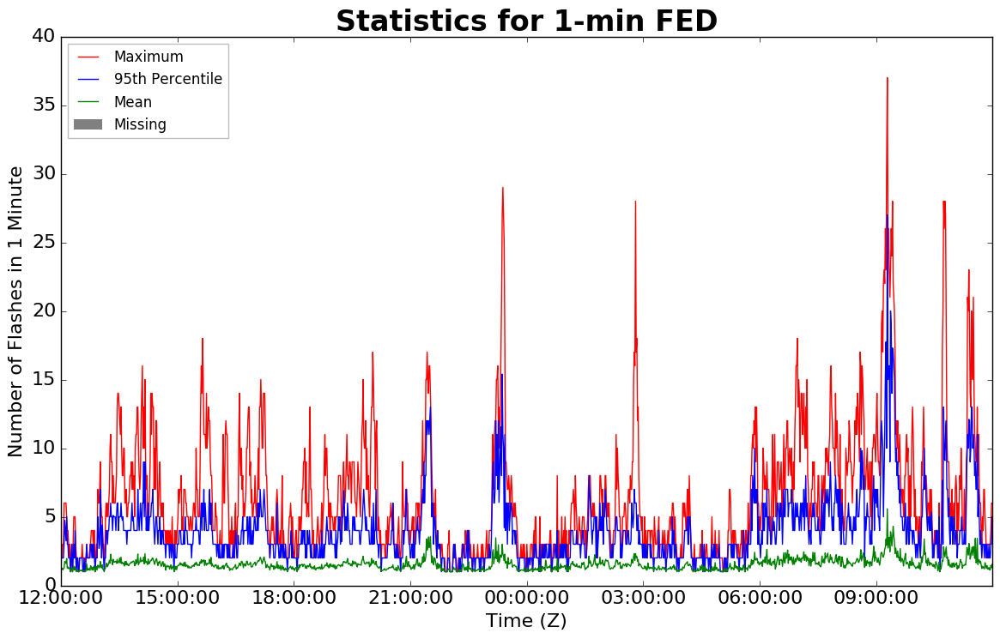 Statistics for 1-min FED
Maximum
95th Percentile
Mean
Missing
Number of Flashes in 1 Minute
40
35
30
25
20
15
10
5
0
12:00:00 15:00:00 18:00:00 21:00:00 00:00:00 03:00:00 06:00:00 09:00:00
Time (Z)